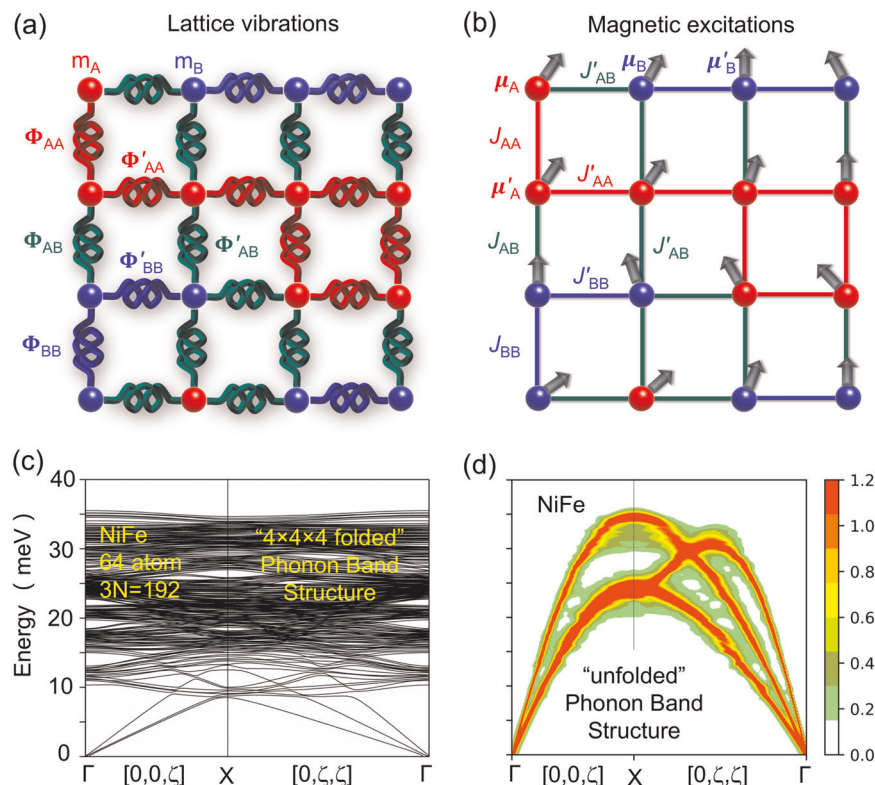 (a) Lattice vibrations
m_A m_B
Φ_AA
Φ'_AA
Φ_AB Φ'_BB Φ'_AB
Φ_BB
(b) Magnetic excitations
μ_A J'_AB μ_B μ'_B
J_AA
μ'_A J'_AA
J_AB J'_BB J'_AB
J_BB
(c)
Energy ( meV )
40
30
20
10
0
NiFe
64 atom
3N=192
“4×4×4 folded”
Phonon Band
Structure
Γ [0,0,ζ] X [0,ζ,ζ] Γ
(d)
NiFe
“unfolded”
Phonon Band
Structure
Γ [0,0,ζ] X [0,ζ,ζ] Γ
1.2
1.0
0.8
0.6
0.4
0.2
0.0